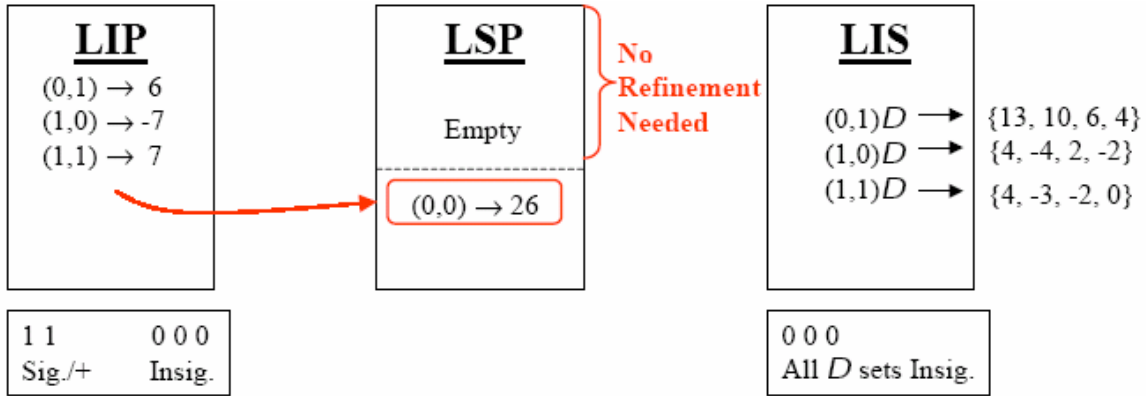 LIP
(0,1) → 6
(1,0) → -7
(1,1) → 7
1 1 0 0 0
Sig./+ Insig.
LSP
Empty
(0,0) → 26
No
Refinement
Needed
LIS
(0,1)D → {13, 10, 6, 4}
(1,0)D → {4, -4, 2, -2}
(1,1)D → {4, -3, -2, 0}
0 0 0
All D sets Insig.